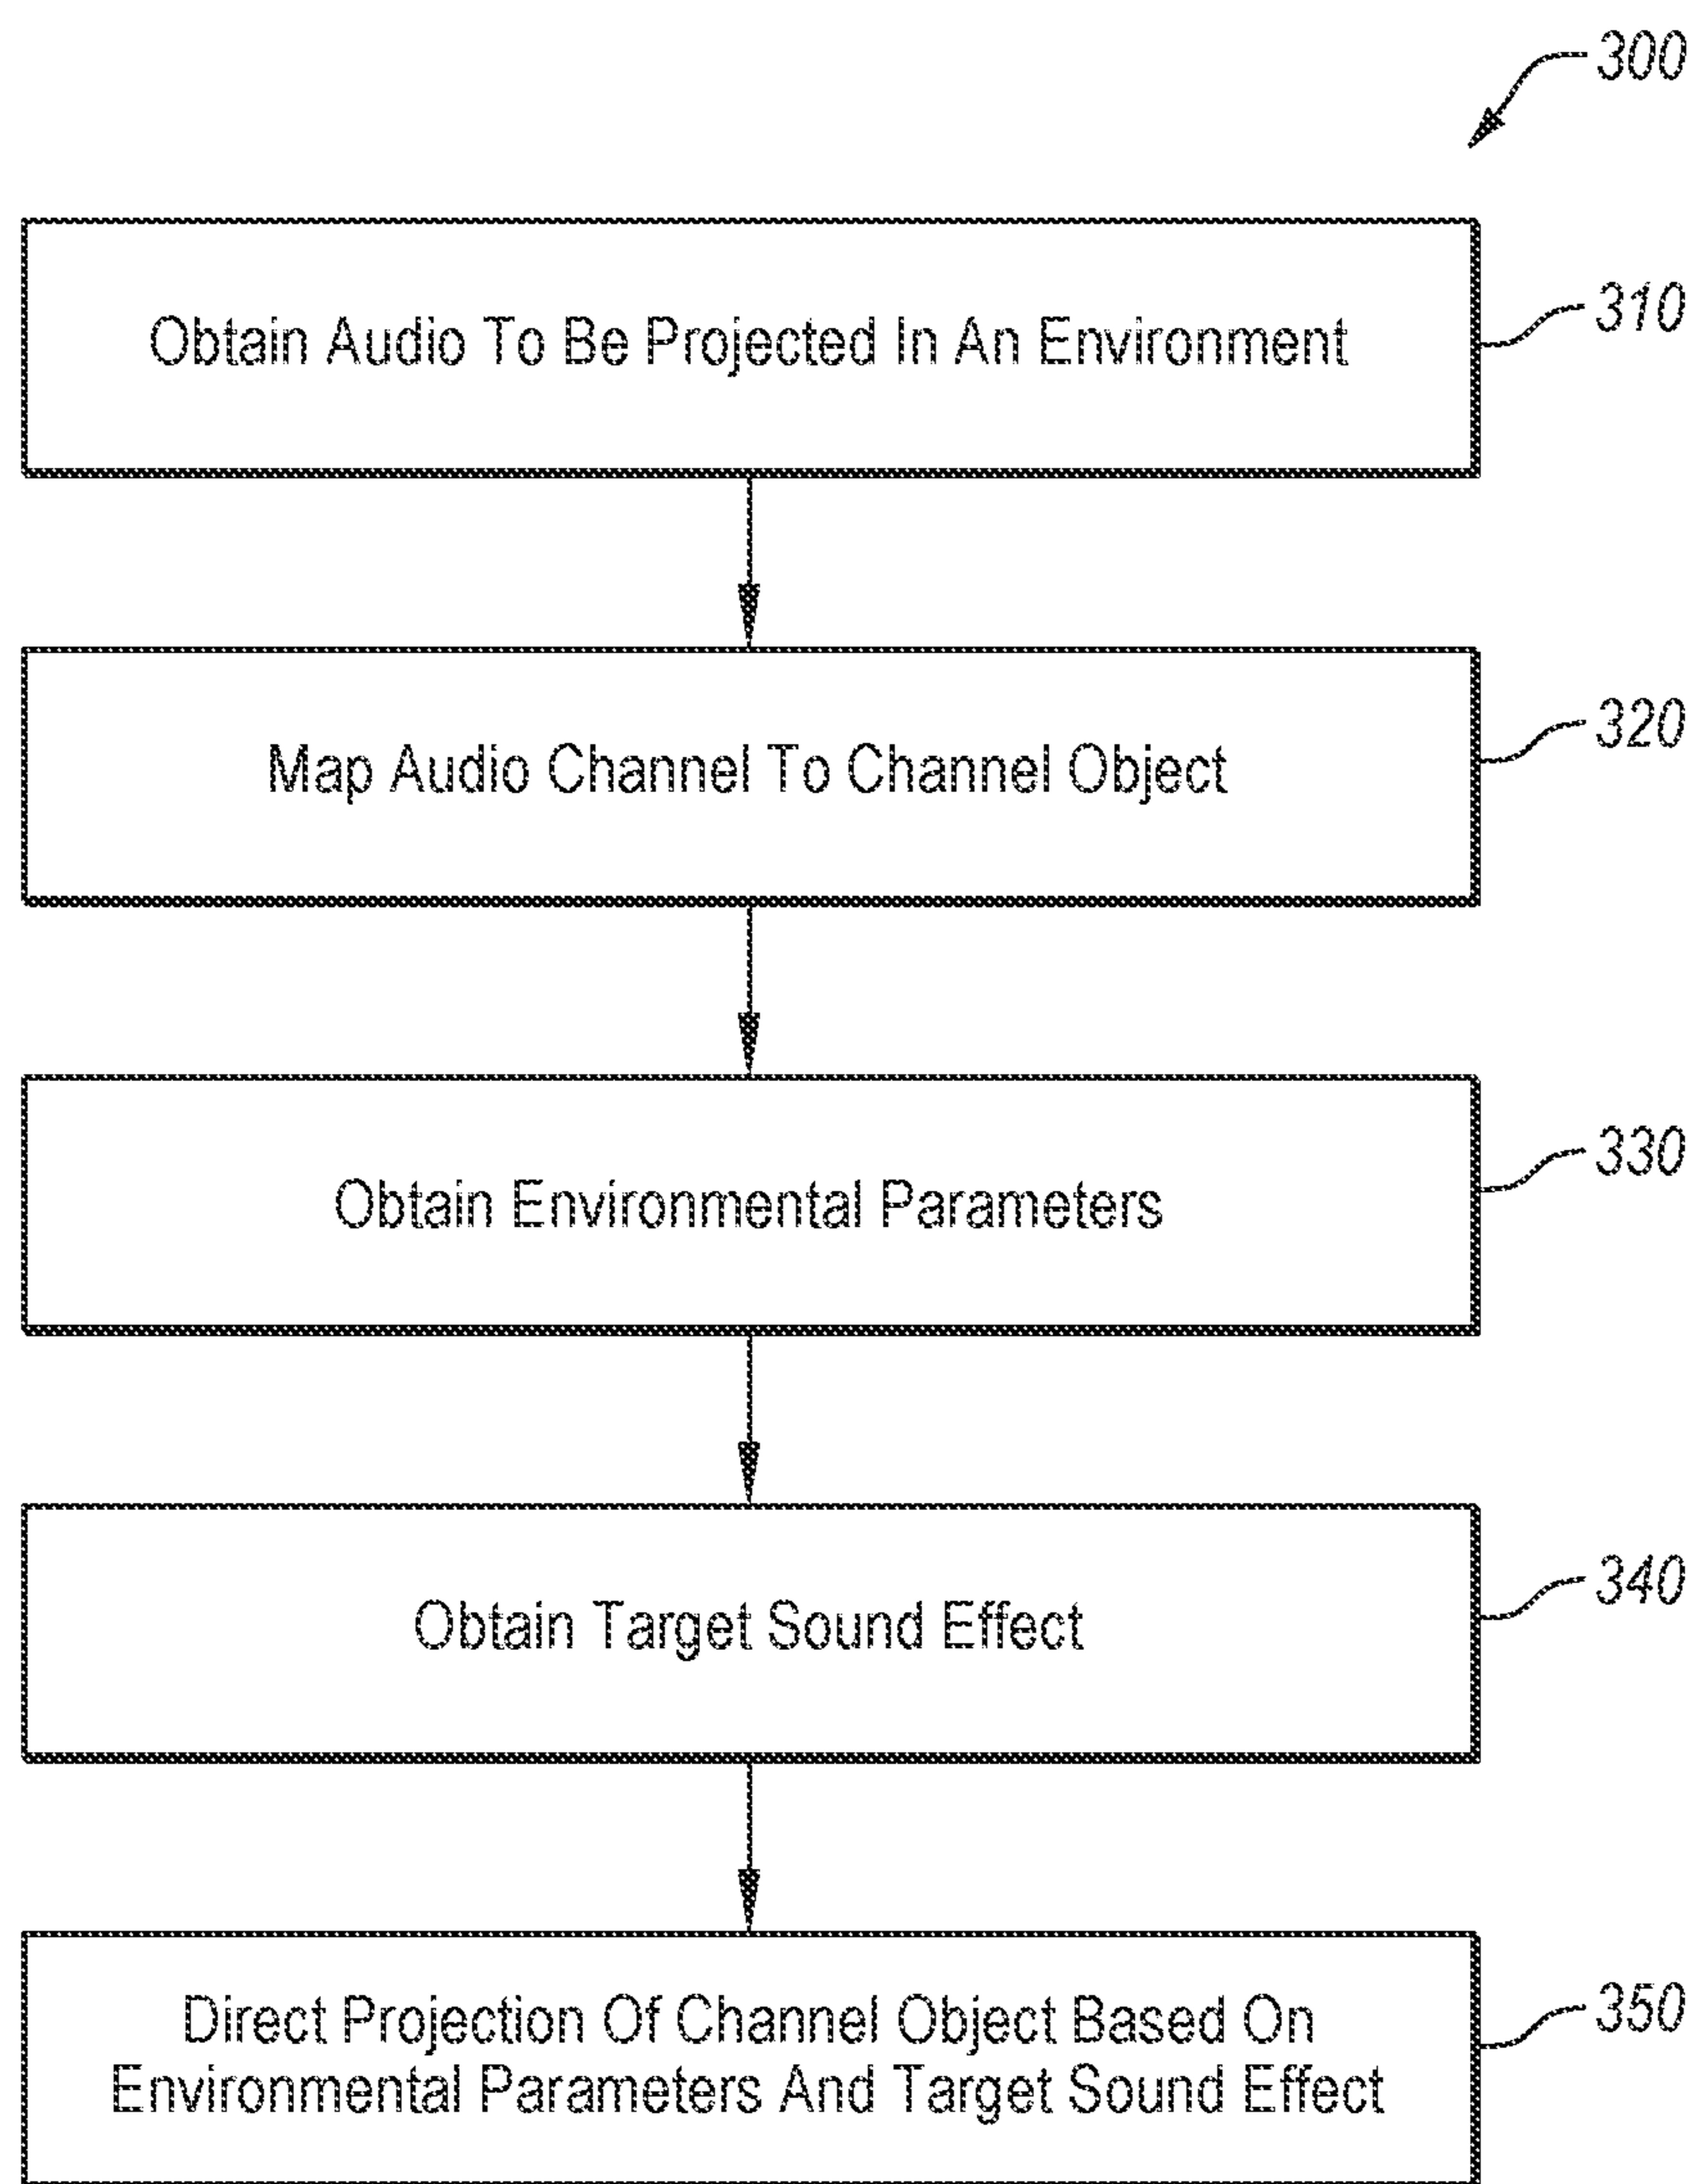 300
Obtain Audio To Be Projected In An Environment
310
Map Audio Channel To Channel Object
320
Obtain Environmental Parameters
330
Obtain Target Sound Effect
340
Direct Projection Of Channel Object Based On
Environmental Parameters And Target Sound Effect
350